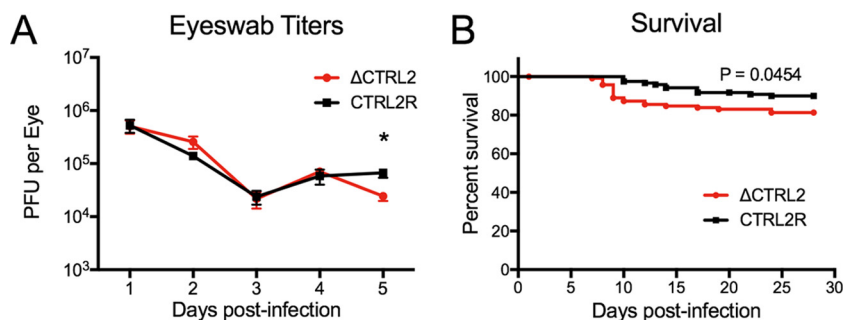 A
Eyeswab Titers
PFU per Eye
10⁷
10⁶
10⁵
10⁴
10³
ΔCTRL2
CTRL2R
*
1 2 3 4 5
Days post-infection
B
Survival
Percent survival
100
80
60
40
20
0
P = 0.0454
ΔCTRL2
CTRL2R
0 5 10 15 20 25 30
Days post-infection